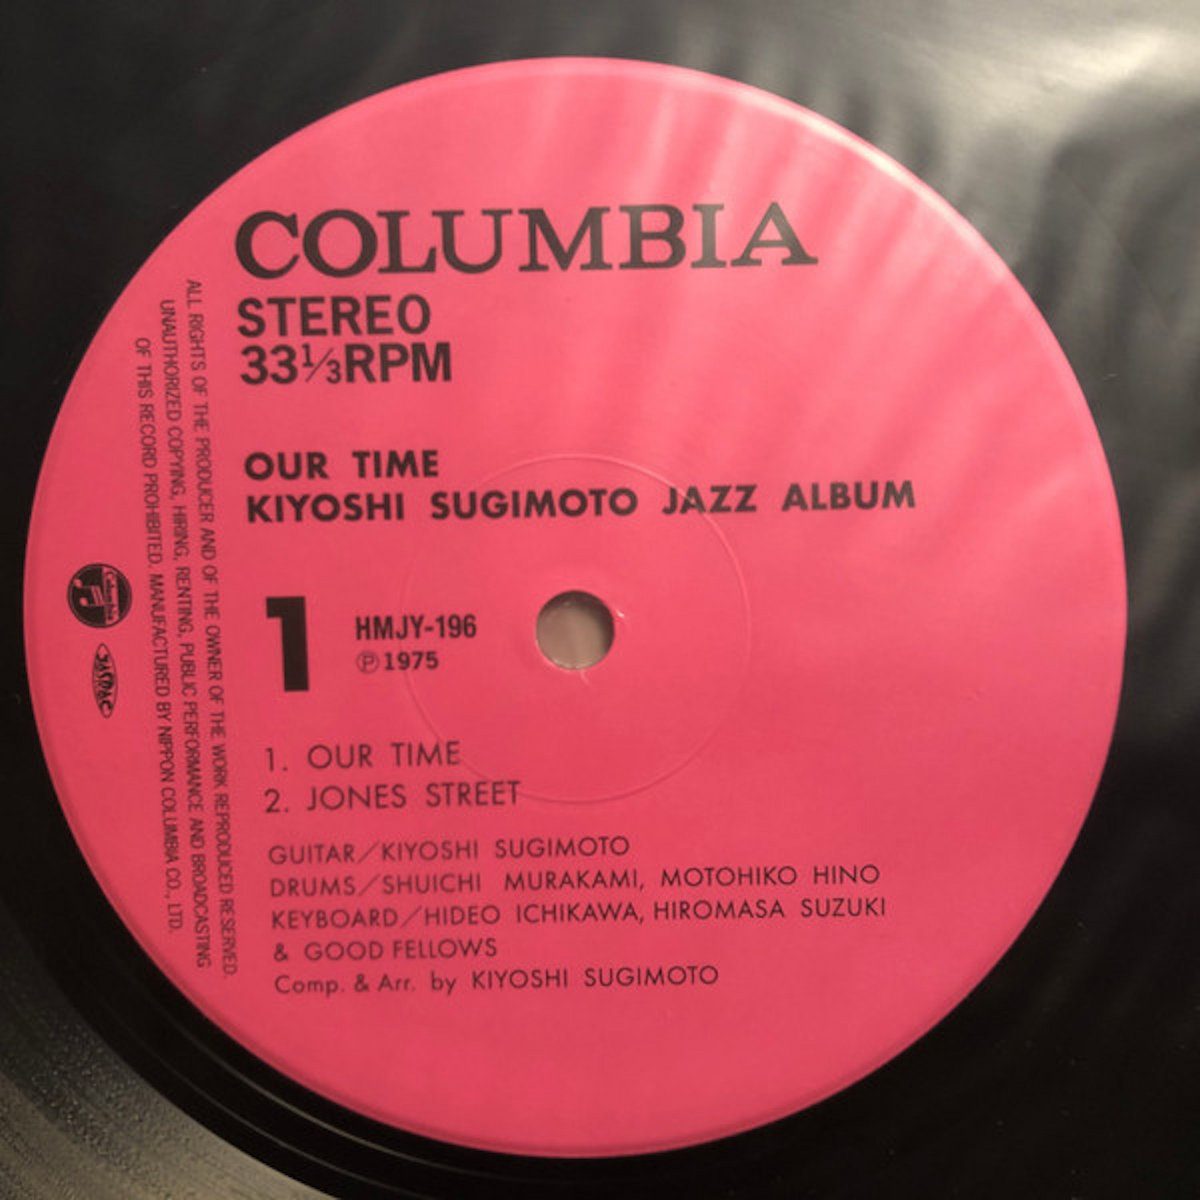 COLUMBIA
STEREO
33⅓RPM
OUR TIME
KIYOSHI SUGIMOTO JAZZ ALBUM
1
HMJY-196
℗1975
1. OUR TIME
2. JONES STREET
GUITAR/KIYOSHI SUGIMOTO
DRUMS/SHUICHI MURAKAMI, MOTOHIKO HINO
KEYBOARD/HIDEO ICHIKAWA, HIROMASA SUZUKI
& GOOD FELLOWS
Comp. & Arr. by KIYOSHI SUGIMOTO
ALL RIGHTS OF THE PRODUCER AND OF THE OWNER OF THE WORK REPRODUCED RESERVED.
UNAUTHORIZED COPYING, HIRING, RENTING, PUBLIC PERFORMANCE AND BROADCASTING
OF THIS RECORD PROHIBITED. MANUFACTURED BY NIPPON COLUMBIA CO., LTD.
Columbia
JASRAC